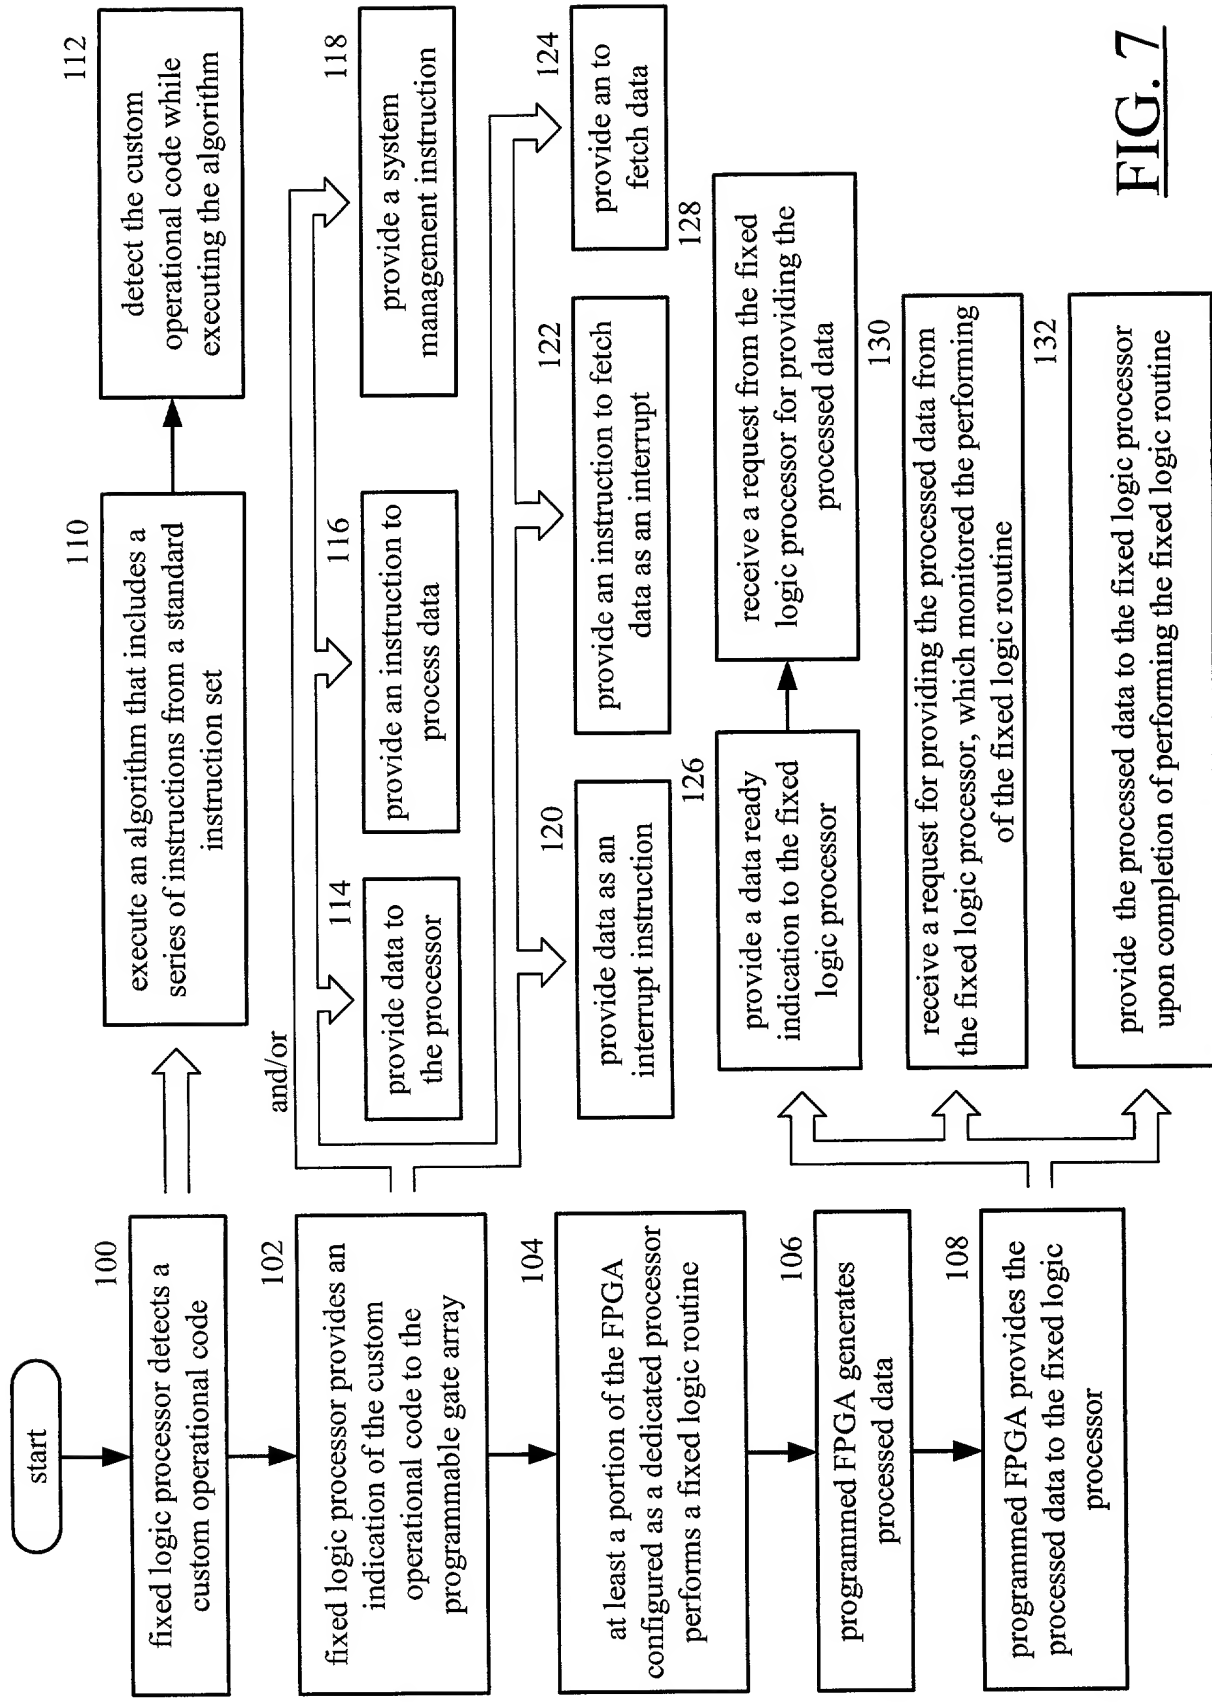 start
100
fixed logic processor detects a
custom operational code
102
fixed logic processor provides an
indication of the custom
operational code to the
programmable gate array
104
at least a portion of the FPGA
configured as a dedicated processor
performs a fixed logic routine
106
programmed FPGA generates
processed data
108
programmed FPGA provides the
processed data to the fixed logic
processor
110
execute an algorithm that includes a
series of instructions from a standard
instruction set
112
detect the custom
operational code while
executing the algorithm
and/or
114
provide data to
the processor
116
provide an instruction to
process data
118
provide a system
management instruction
120
provide data as an
interrupt instruction
122
provide an instruction to fetch
data as an interrupt
124
provide an to
fetch data
126
provide a data ready
indication to the fixed
logic processor
128
receive a request from the fixed
logic processor for providing the
processed data
130
receive a request for providing the processed data from
the fixed logic processor, which monitored the performing
of the fixed logic routine
132
provide the processed data to the fixed logic processor
upon completion of performing the fixed logic routine
FIG. 7